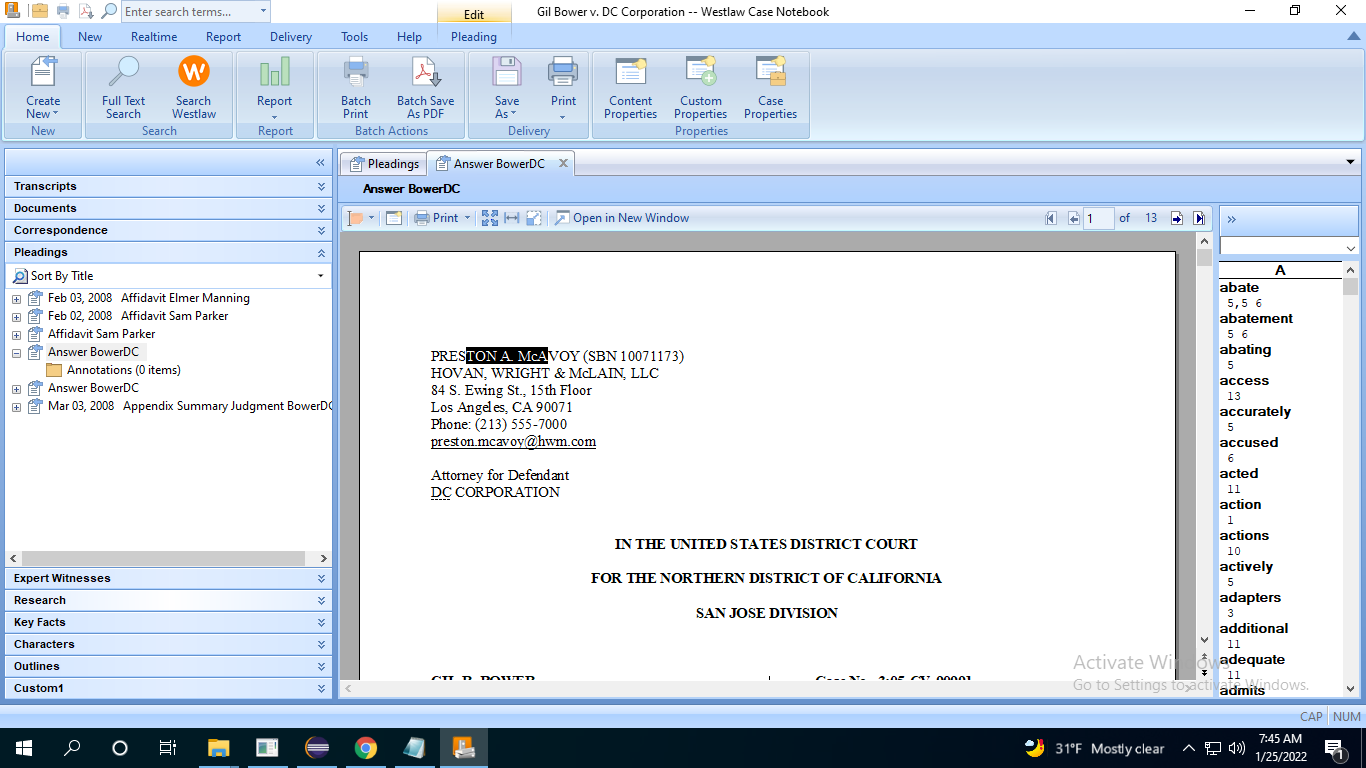 Enter search terms...
Edit
Gil Bower v. DC Corporation -- Westlaw Case Notebook
Home New Realtime Report Delivery Tools Help Pleading
Create New
Full Text Search
Search Westlaw
Report
Batch Print
Batch Save As PDF
Save As
Print
Content Properties
Custom Properties
Case Properties
New Search Report Batch Actions Delivery Properties
Transcripts
Documents
Correspondence
Pleadings
Sort By Title
Feb 03, 2008 Affidavit Elmer Manning
Feb 02, 2008 Affidavit Sam Parker
Affidavit Sam Parker
Answer BowerDC
Annotations (0 items)
Answer BowerDC
Mar 03, 2008 Appendix Summary Judgment BowerDC
Expert Witnesses
Research
Key Facts
Characters
Outlines
Custom1
Pleadings
Answer BowerDC
Answer BowerDC
Print
Open in New Window
1 of 13
PRESTON A. McAVOY (SBN 10071173)
HOVAN, WRIGHT & McLAIN, LLC
84 S. Ewing St., 15th Floor
Los Angeles, CA 90071
Phone: (213) 555-7000
preston.mcavoy@hwm.com
Attorney for Defendant
DC CORPORATION
IN THE UNITED STATES DISTRICT COURT
FOR THE NORTHERN DISTRICT OF CALIFORNIA
SAN JOSE DIVISION
A
abate
5,5 6
abatement
5 6
abating
5
access
13
accurately
5
accused
6
acted
11
action
1
actions
10
actively
5
adapters
3
additional
11
adequate
11
admits
Activate Windows
Go to Settings to activate Windows.
CAP NUM
31°F Mostly clear
7:45 AM
1/25/2022
1